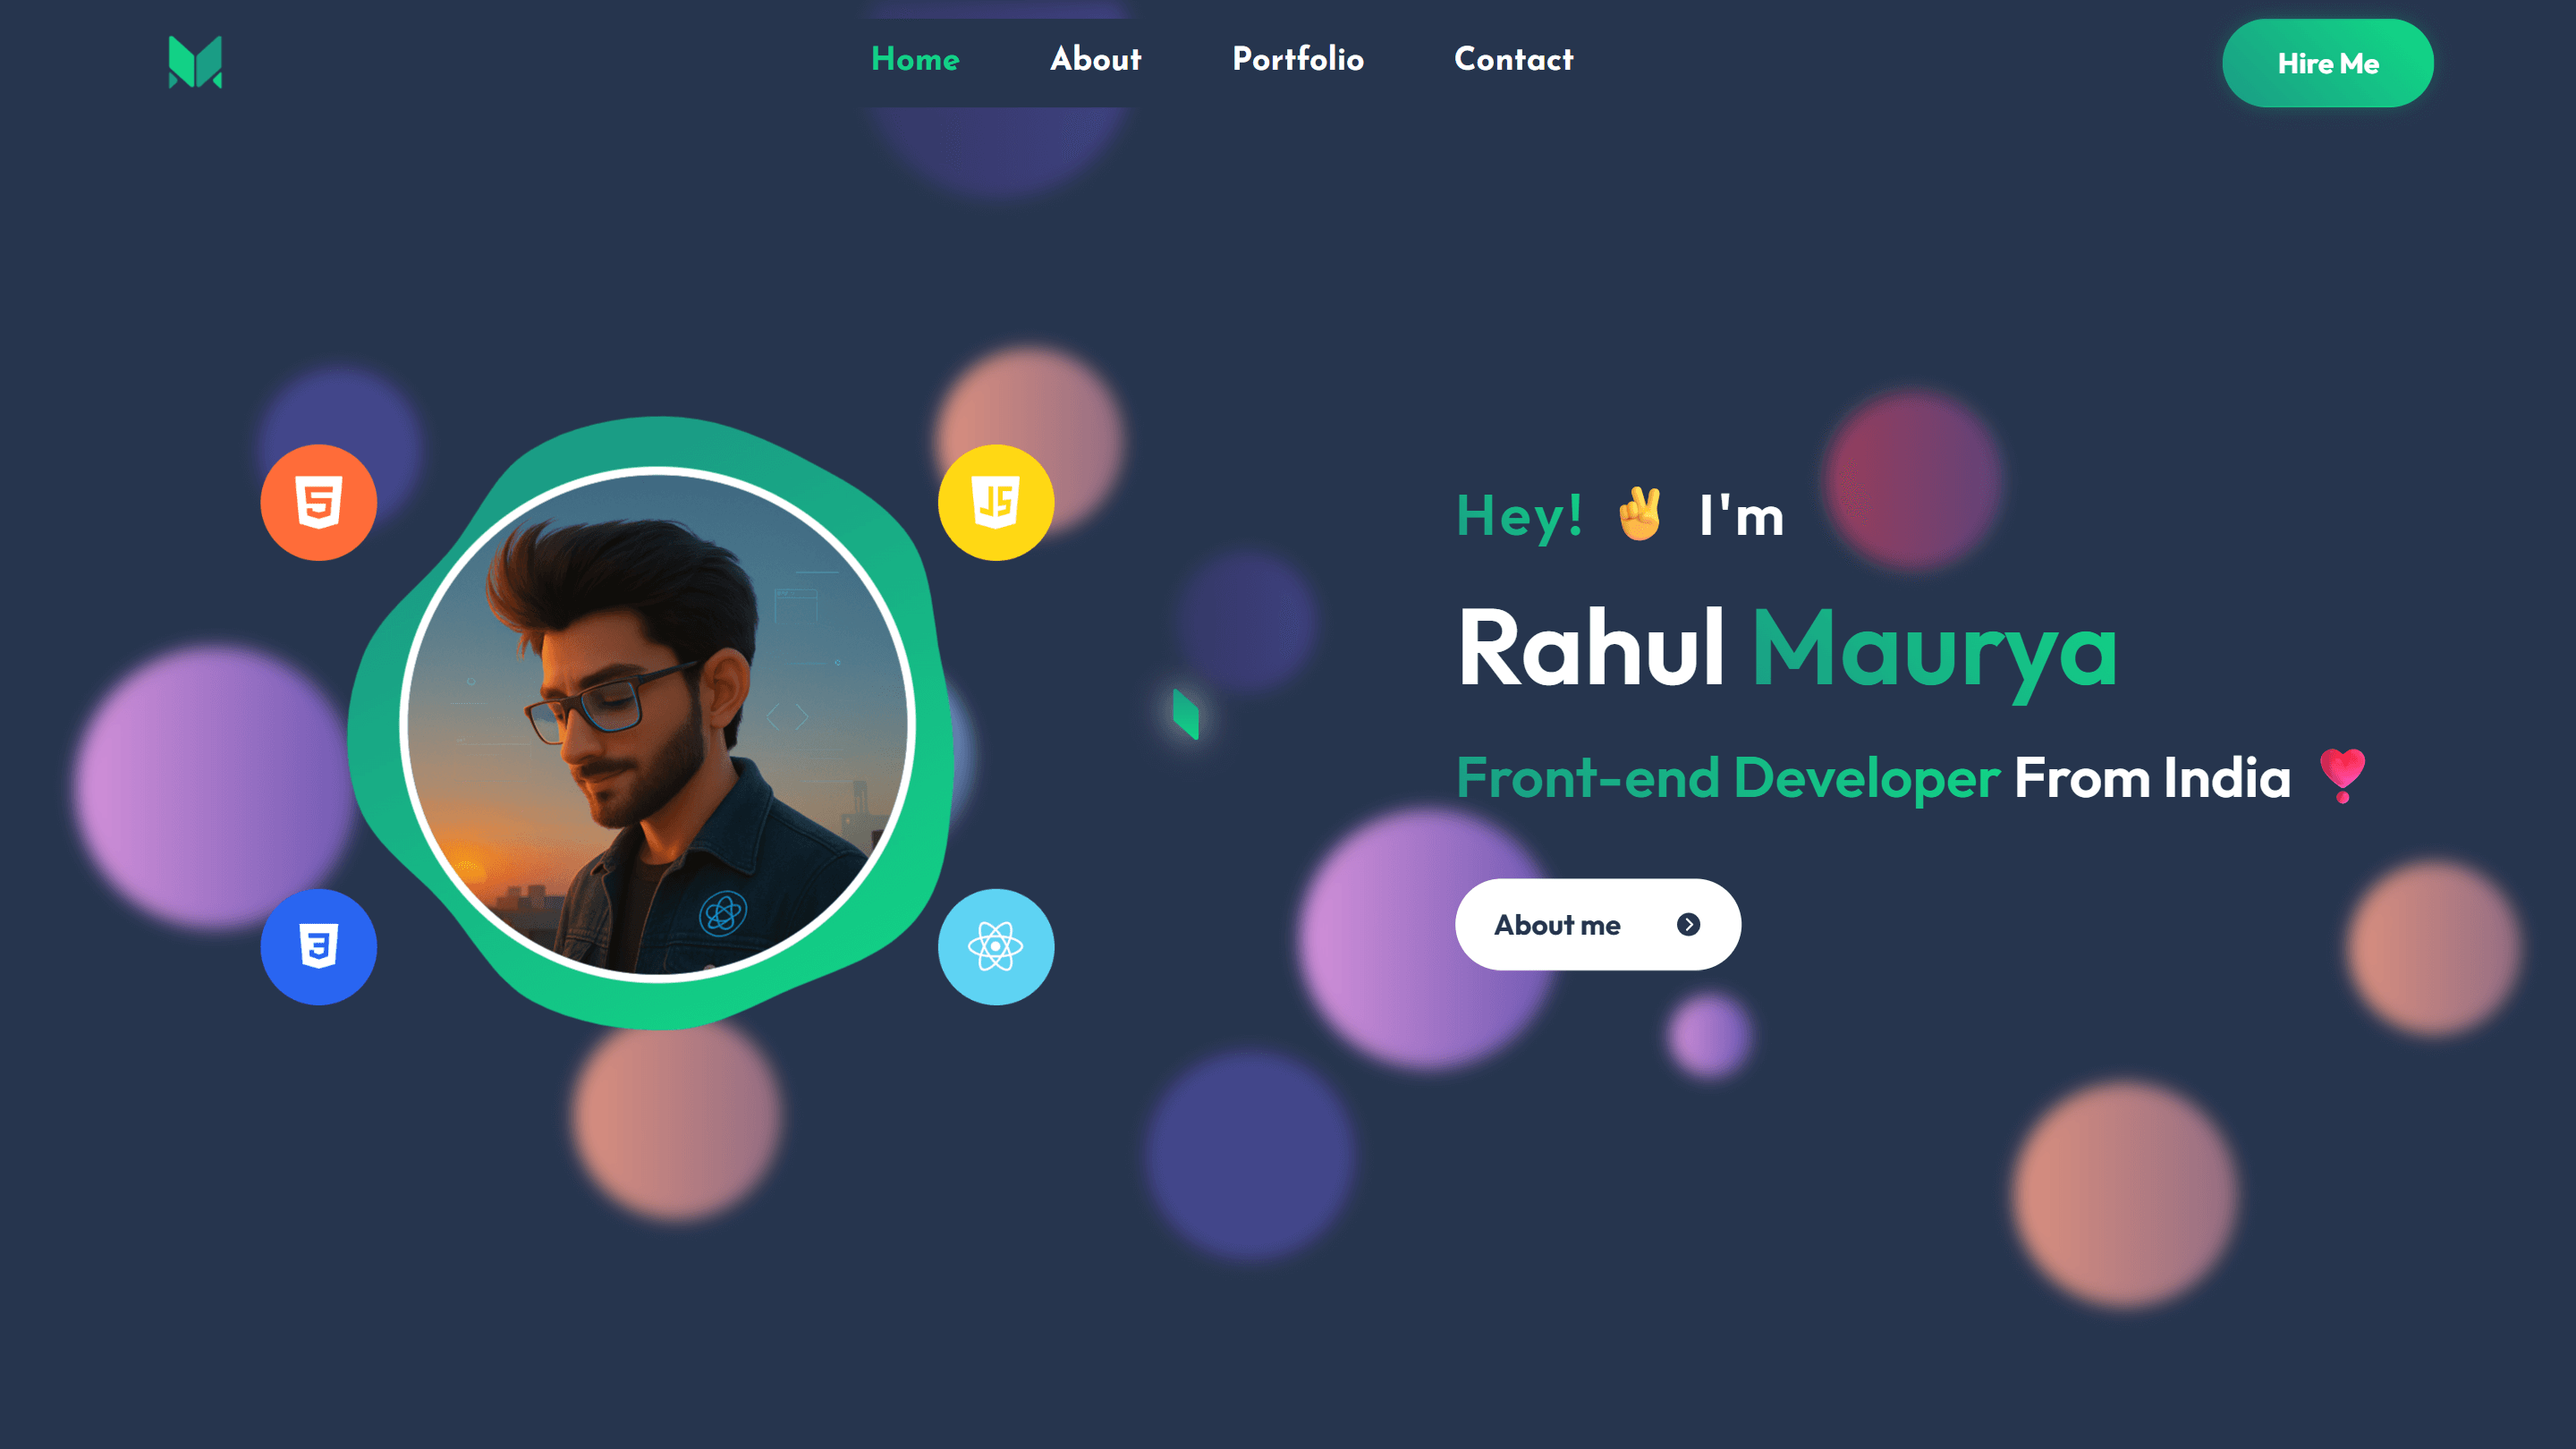 Home About Portfolio Contact Hire Me
Hey! ✌️ I'm
Rahul Maurya
Front-end Developer From India ❣️
About me
5
JS
3